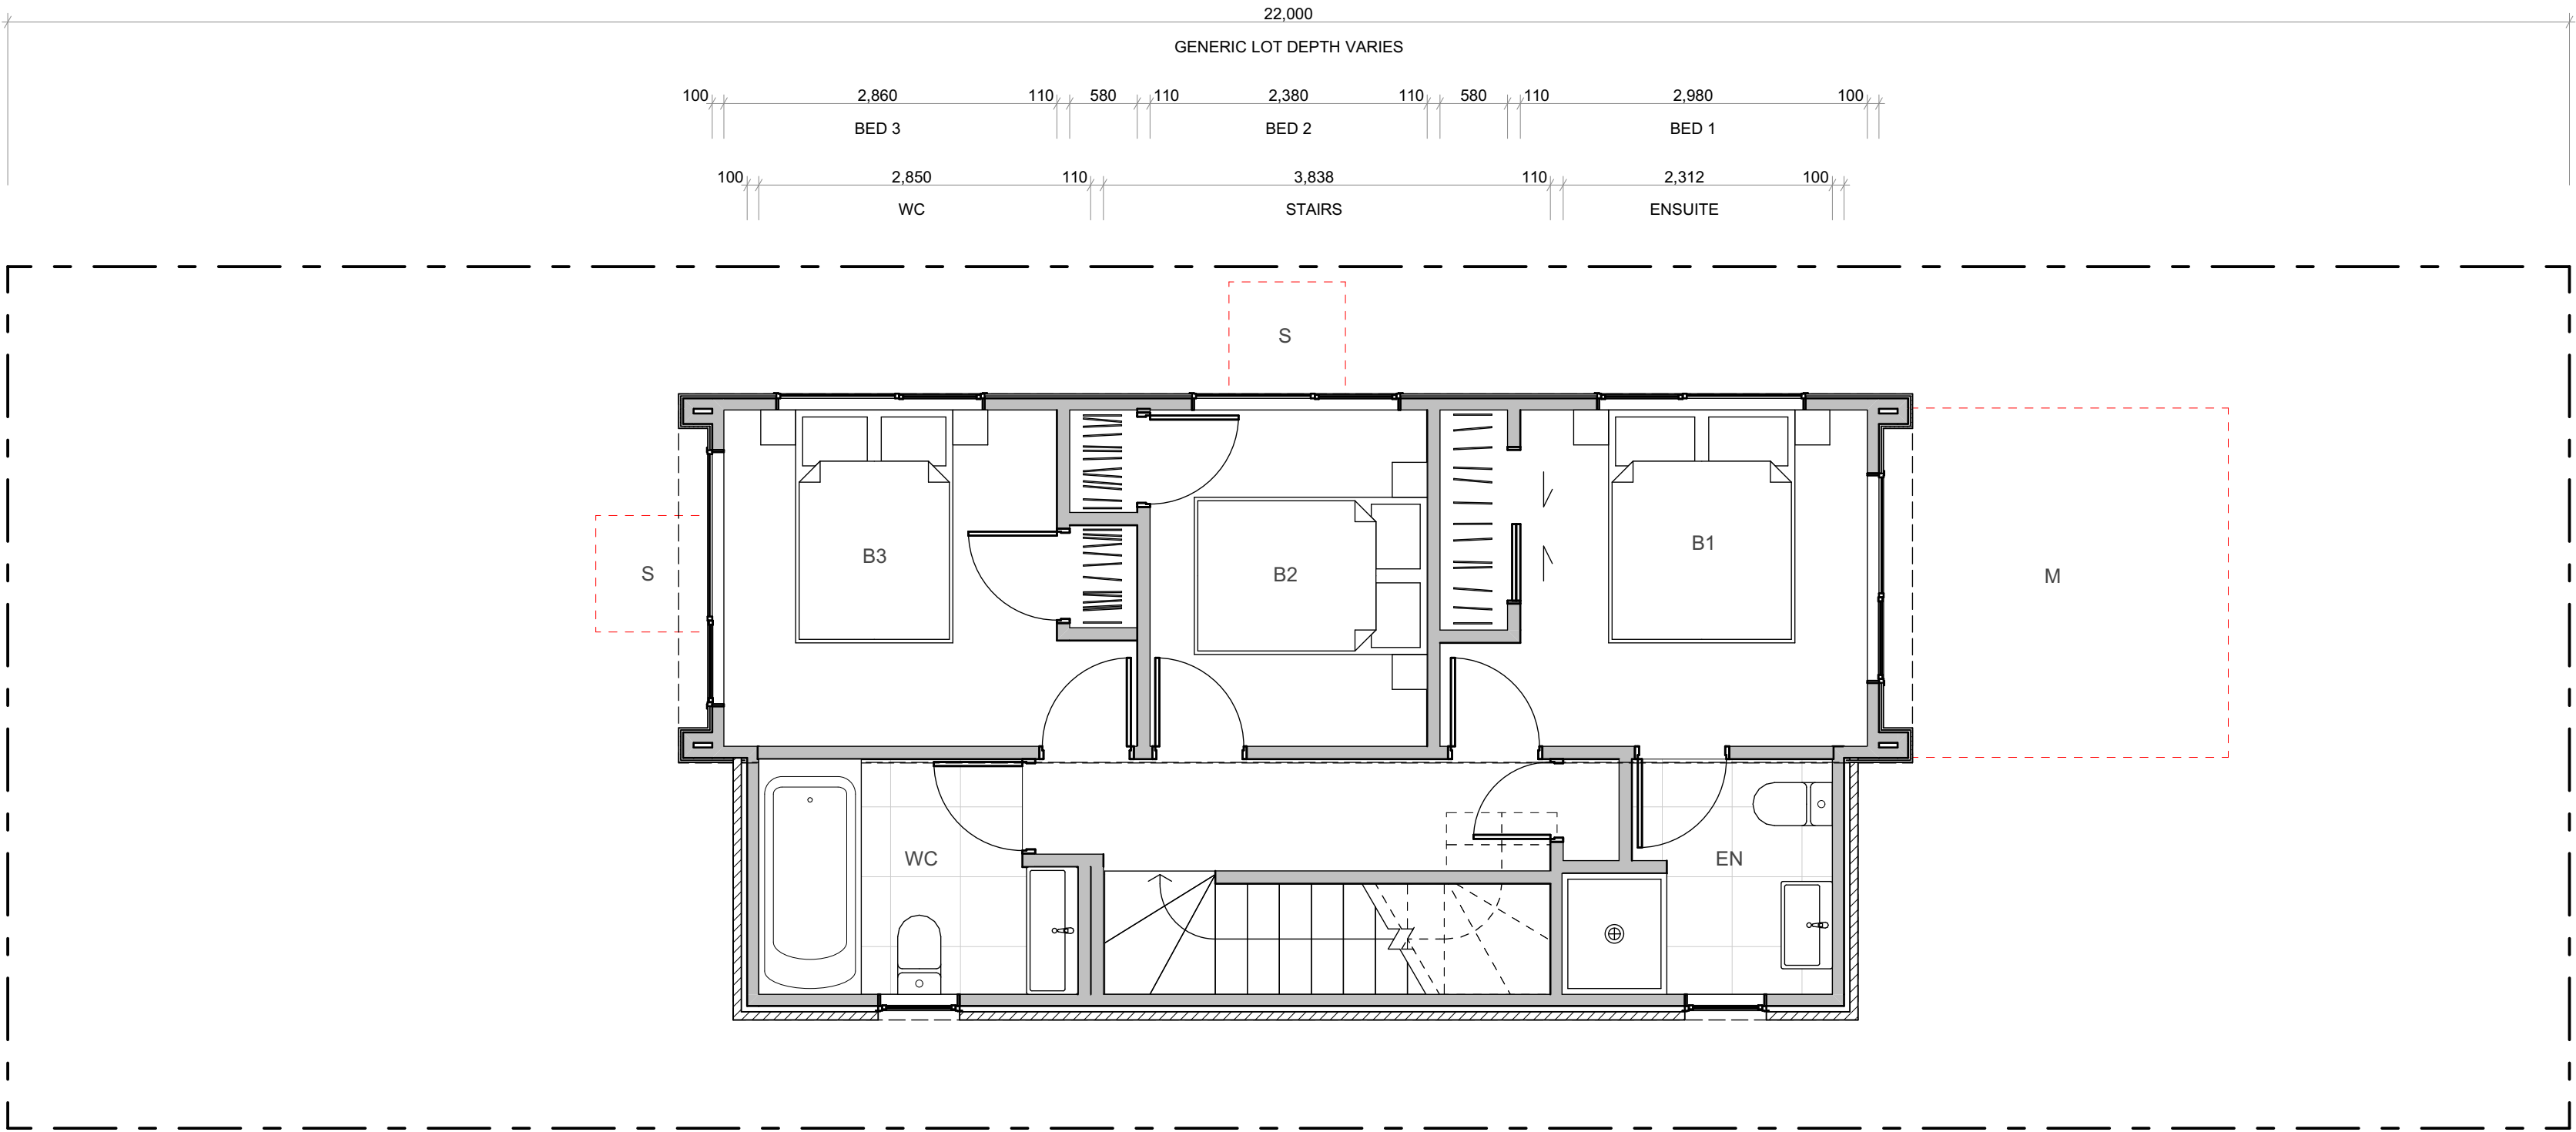 22,000
GENERIC LOT DEPTH VARIES
100 2,860 110 580 110 2,380 110 580 110 2,980 100
BED 3 BED 2 BED 1
100 2,850 110 3,838 110 2,312 100
WC STAIRS ENSUITE
S
B1
B3
S B2 M
WC EN